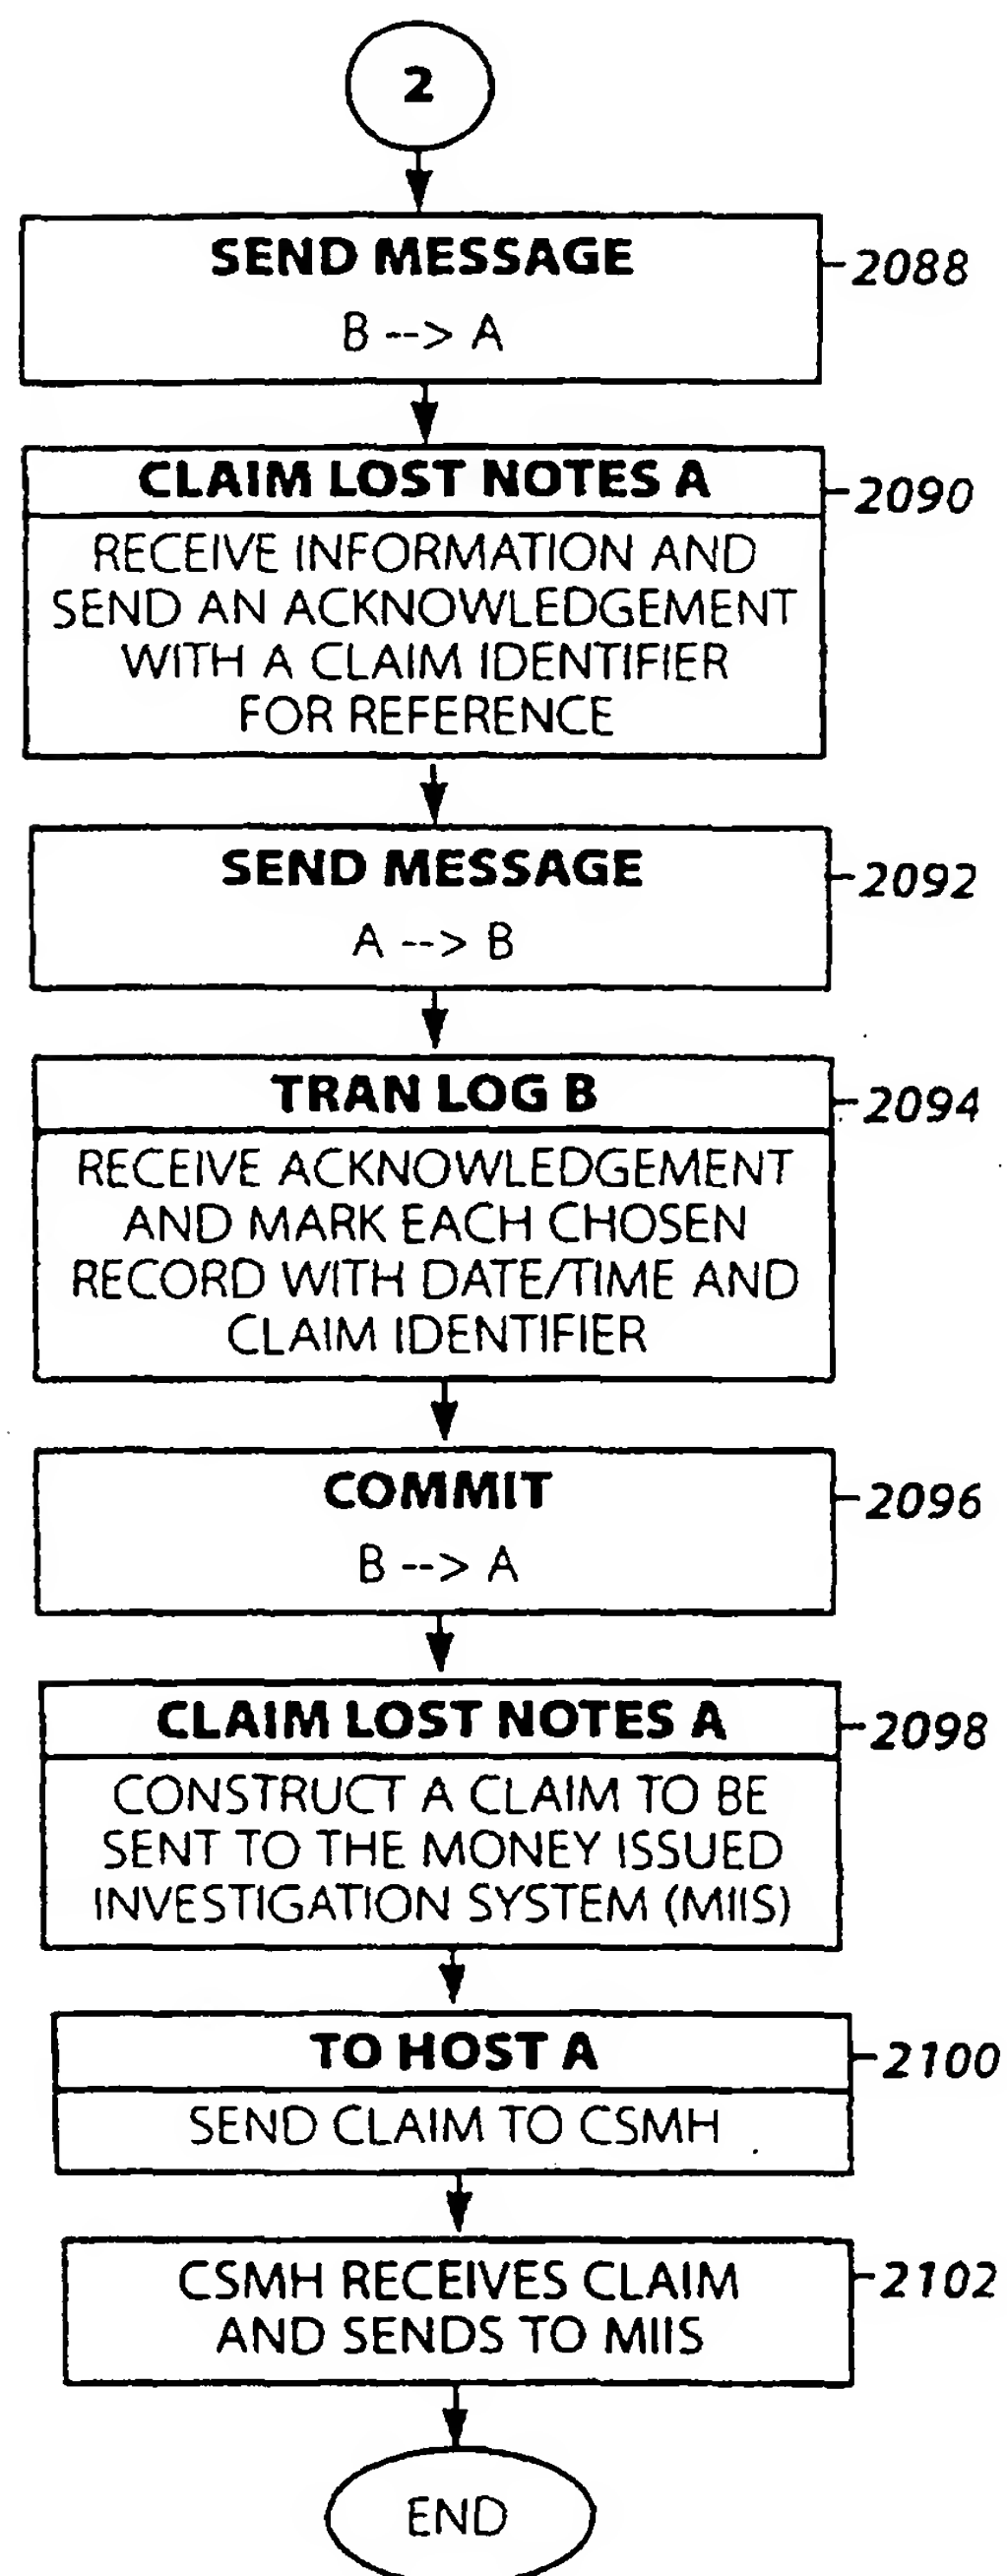 2
SEND MESSAGE
2088
B --> A
CLAIM LOST NOTES A
2090
RECEIVE INFORMATION AND
SEND AN ACKNOWLEDGEMENT
WITH A CLAIM IDENTIFIER
FOR REFERENCE
SEND MESSAGE
2092
A --> B
TRAN LOG B
2094
RECEIVE ACKNOWLEDGEMENT
AND MARK EACH CHOSEN
RECORD WITH DATE/TIME AND
CLAIM IDENTIFIER
COMMIT
2096
B --> A
CLAIM LOST NOTES A
2098
CONSTRUCT A CLAIM TO BE
SENT TO THE MONEY ISSUED
INVESTIGATION SYSTEM (MIIS)
TO HOST A
2100
SEND CLAIM TO CSMH
CSMH RECEIVES CLAIM
2102
AND SENDS TO MIIS
END